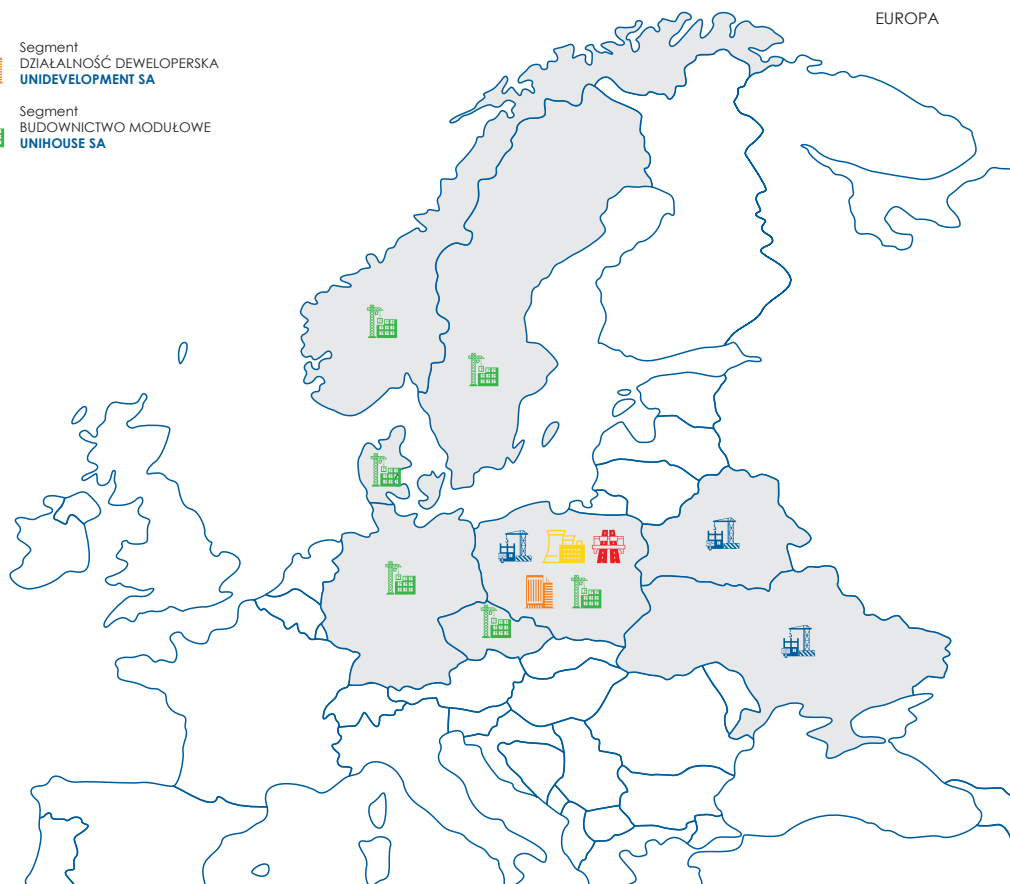 EUROPA
Segment
DZIAŁALNOŚĆ DEWELOPERSKA
UNIDEVELOPMENT SA
Segment
BUDOWNICTWO MODUŁOWE
UNIHOUSE SA